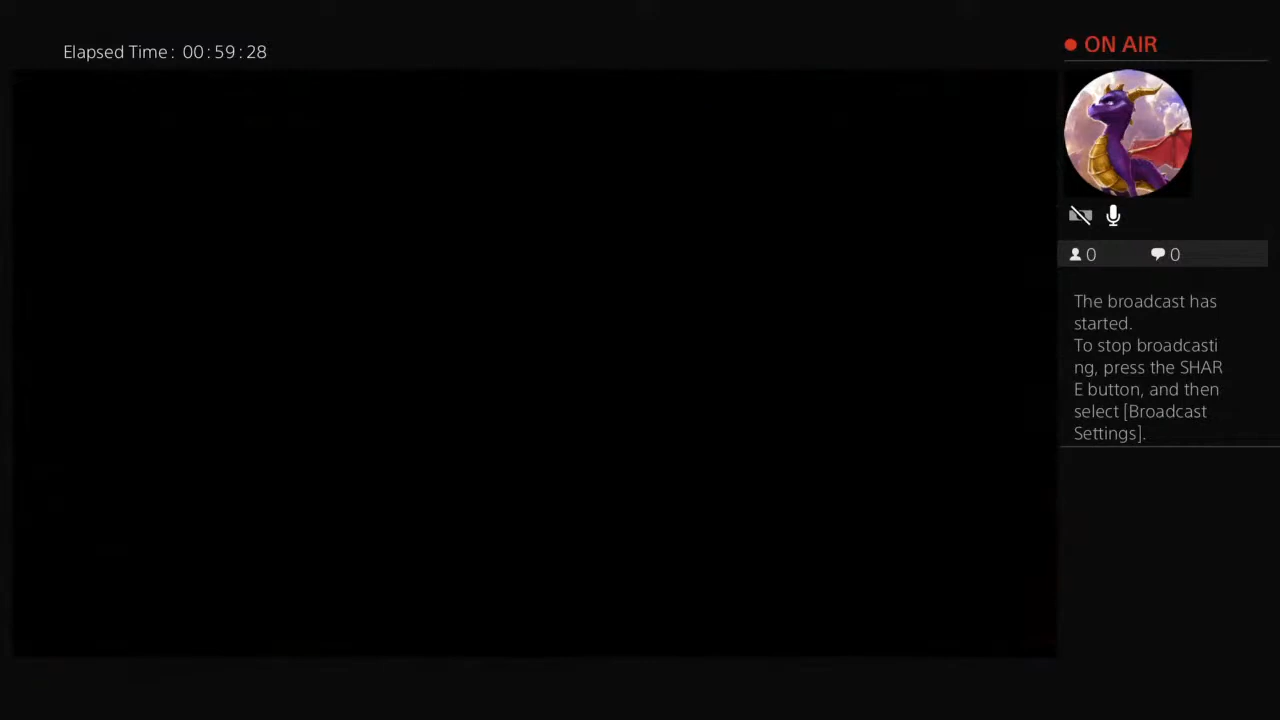 Elapsed Time: 00:59:28
ON AIR
0 0
The broadcast has
started.
To stop broadcasti
ng, press the SHAR
E button, and then
select [Broadcast
Settings].